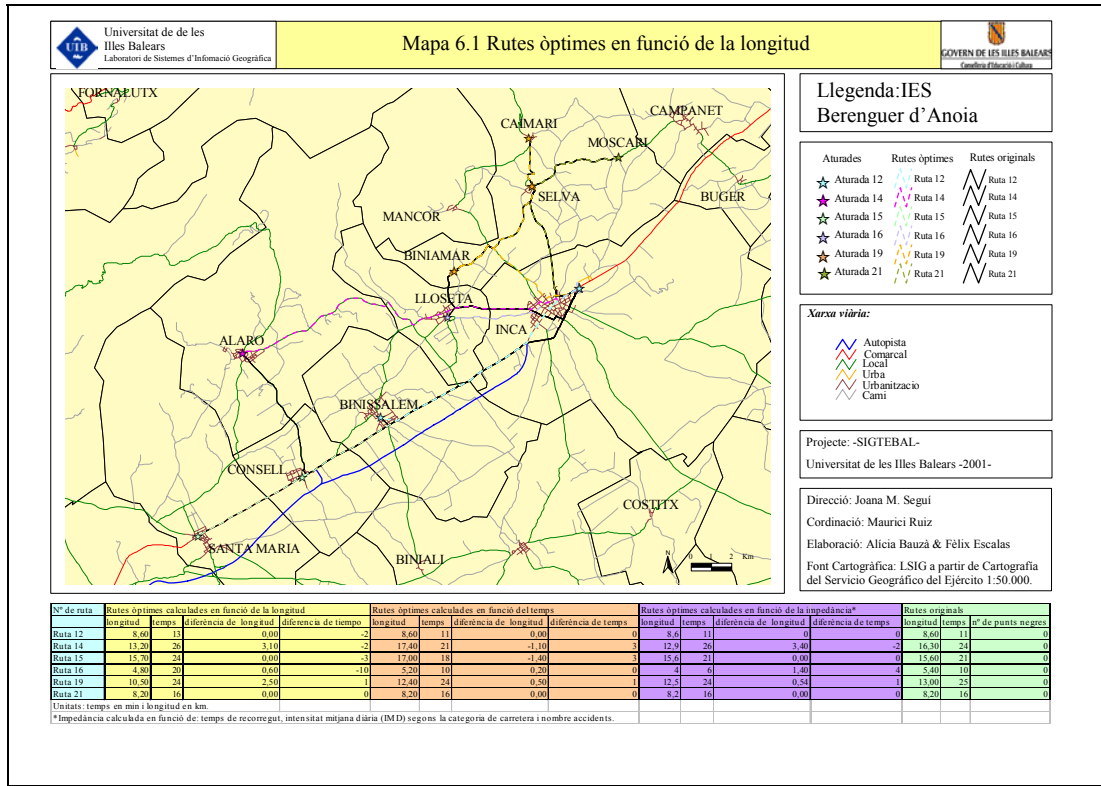 Universitat de de les
Illes Balears
Laboratori de Sistemes d'Infomació Geogràfica
UIB
Mapa 6.1 Rutes òptimes en funció de la longitud
GOVERN DE LES ILLES BALEARS
Conselleria d'Educació i Cultura
FORNALUTX
CAIMARI
CAMPANET
MOSCARI
SELVA
BUGER
MANCOR
BINIAMAR
LLOSETA
INCA
ALARO
BINISSALEM
CONSELL
COSTITX
SANTA MARIA
BINIALI
N
0 1 2 Km
Llegenda:IES
Berenguer d'Anoia
Aturades Rutes òptimes Rutes originals
Aturada 12 Ruta 12 Ruta 12
Aturada 14 Ruta 14 Ruta 14
Aturada 15 Ruta 15 Ruta 15
Aturada 16 Ruta 16 Ruta 16
Aturada 19 Ruta 19 Ruta 19
Aturada 21 Ruta 21 Ruta 21
Xarxa viària:
Autopista
Comarcal
Local
Urba
Urbanitzacio
Cami
Projecte: -SIGTEBAL-
Universitat de les Illes Balears -2001-
Direcció: Joana M. Seguí
Cordinació: Maurici Ruiz
Elaboració: Alícia Bauzà & Fèlix Escalas
Font Cartogràfica: LSIG a partir de Cartografía
del Servicio Geográfico del Ejército 1:50.000.
Nº de ruta Rutes òptimes calculades en funció de la longitud Rutes òptimes calculades en funció del temps Rutes òptimes calculades en funció de la impedància* Rutes originals
longitud temps diferència de longitud diferencia de tiempo longitud temps diferència de longitud diferència de temps longitud temps diferència de longitud diferència de temps longitud temps nº de punts negres
Ruta 12 8,60 13 0,00 -2 8,60 11 0,00 0 8,6 11 0 0 8,60 11 0
Ruta 14 13,20 26 3,10 -2 17,40 21 -1,10 3 12,9 26 3,40 -2 16,30 24 0
Ruta 15 15,70 24 0,00 -3 17,00 18 -1,40 3 15,6 21 0,00 0 15,60 21 0
Ruta 16 4,80 20 0,60 -10 5,20 10 0,20 0 4 6 1,40 4 5,40 10 0
Ruta 19 10,50 24 2,50 1 12,40 24 0,50 1 12,5 24 0,54 1 13,00 25 0
Ruta 21 8,20 16 0,00 0 8,20 16 0,00 0 8,2 16 0,00 0 8,20 16 0
Unitats: temps en min i longitud en km.
*Impedància calculada en funció de: temps de recorregut, intensitat mitjana diària (IMD) segons la categoria de carretera i nombre accidents.